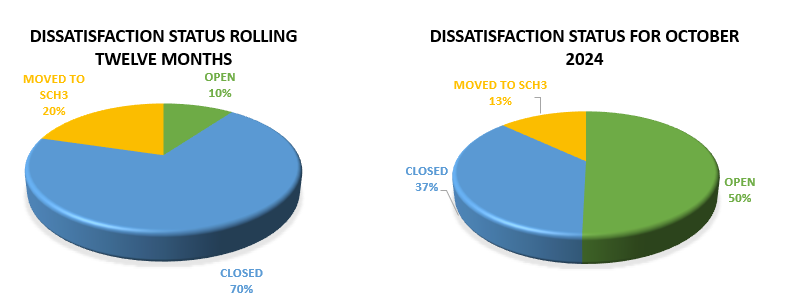 DISSATISFACTION STATUS ROLLING
TWELVE MONTHS
MOVED TO
SCH3
20%
OPEN
10%
CLOSED
70%
DISSATISFACTION STATUS FOR OCTOBER
2024
MOVED TO SCH3
13%
CLOSED
37%
OPEN
50%